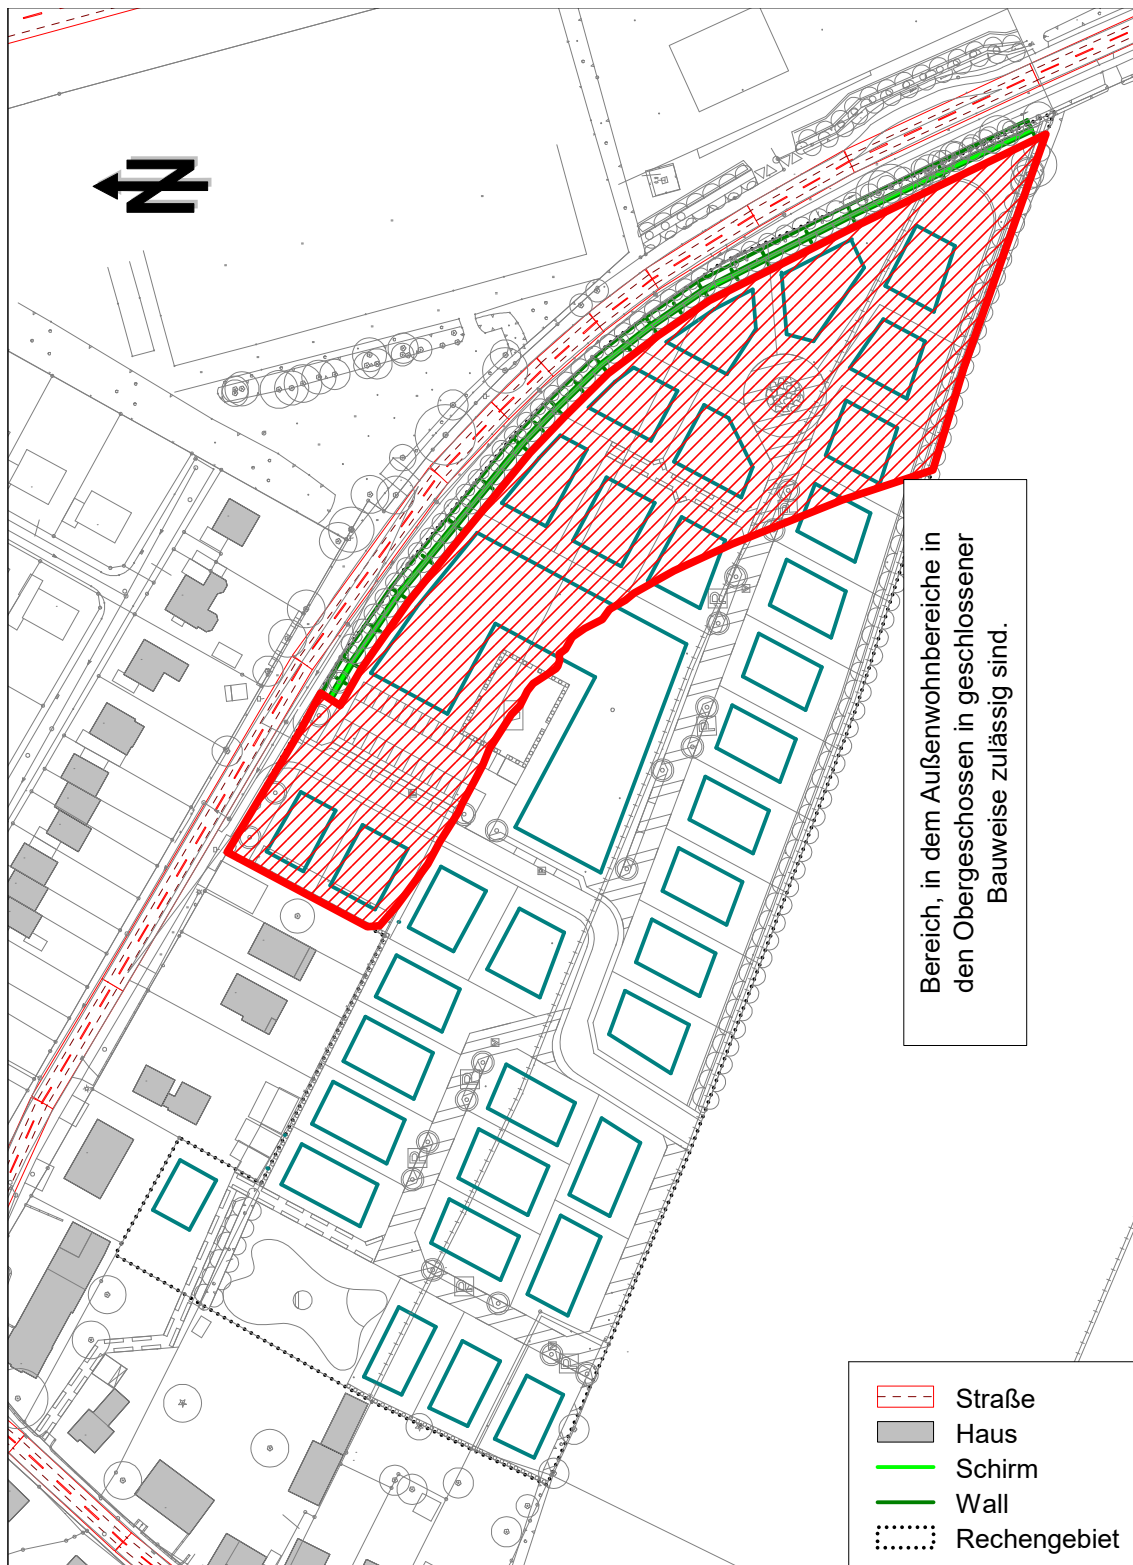 N
Bereich, in dem Außenwohnbereiche in
den Obergeschossen in geschlossener
Bauweise zulässig sind.
P
P
P
P
P
P
P
Straße
Haus
Schirm
Wall
Rechengebiet